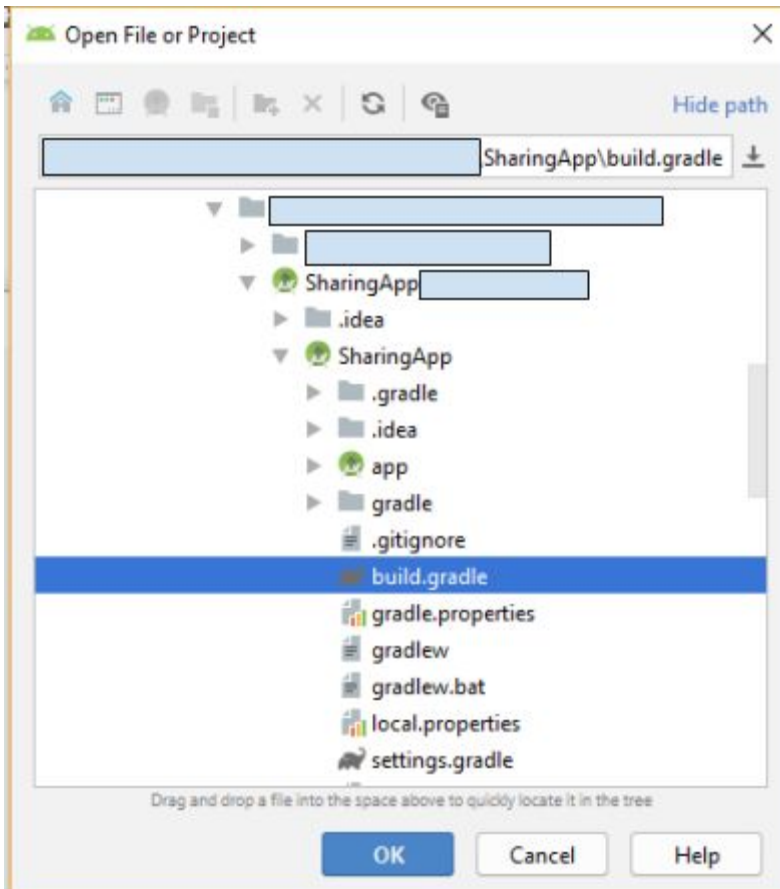 Open File or Project
Hide path
SharingApp\build.gradle
SharingApp
.idea
SharingApp
.gradle
.idea
app
gradle
.gitignore
build.gradle
gradle.properties
gradlew
gradlew.bat
local.properties
settings.gradle
Drag and drop a file into the space above to quickly locate it in the tree
OK Cancel Help